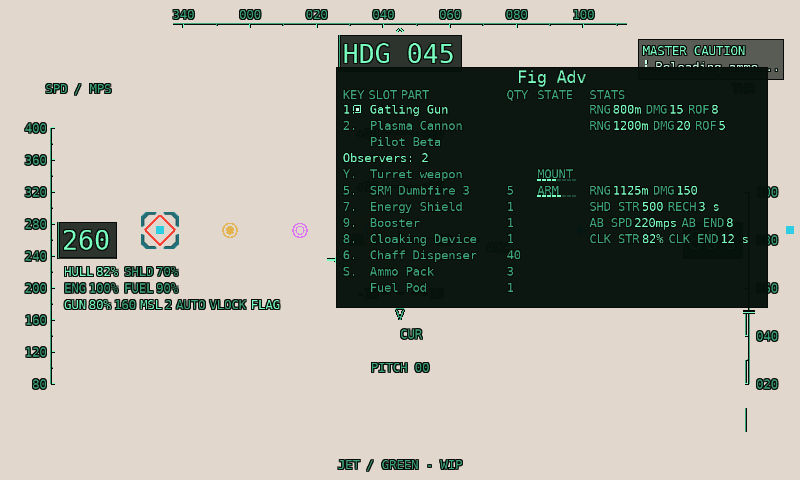 340 000 020 040 060 080 100
HDG 045
MASTER CAUTION
! Reloading ammo...
SPD / MPS
Fig Adv
KEY SLOT PART QTY STATE STATS
1. Gatling Gun RNG 800m DMG 15 ROF 8
2. Plasma Cannon RNG 1200m DMG 20 ROF 5
Pilot Beta
Observers: 2
Y. Turret weapon MOUNT
5. SRM Dumbfire 3 5 ARM RNG 1125m DMG 150
7. Energy Shield 1 SHD STR 500 RECH 3 s
9. Booster 1 AB SPD 220mps AB END 8
8. Cloaking Device 1 CLK STR 82% CLK END 12 s
6. Chaff Dispenser 40
S. Ammo Pack 3
Fuel Pod 1
400
360
320
280
260
240
200
160
120
80
HULL 82% SHLD 70%
ENG 100% FUEL 90%
GUN 80% 160 MSL 2 AUTO VLOCK FLAG
CUR
040
PITCH 00
020
JET / GREEN - WIP